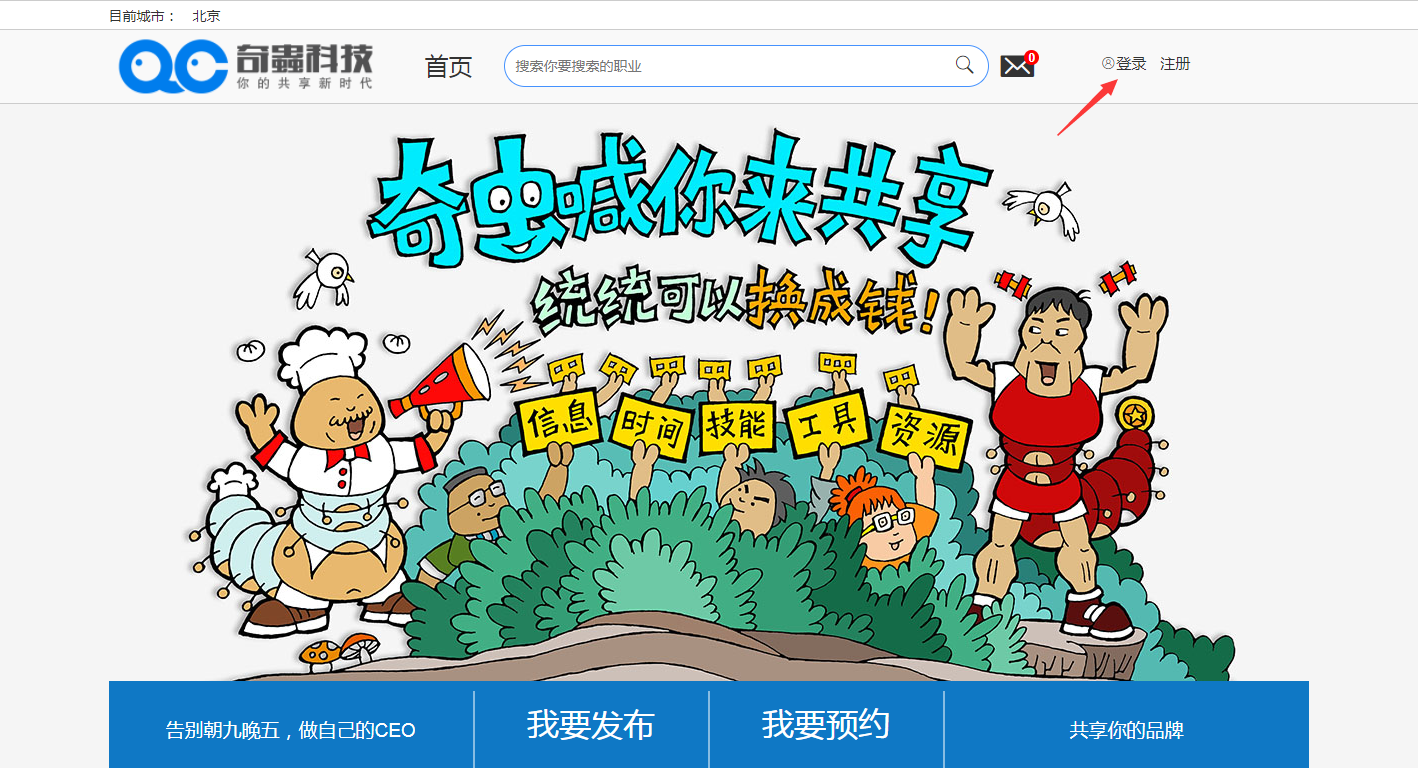 目前城市： 北京
QC 奇蟲科技
你的共享新时代
首页
搜索你要搜索的职业
0
登录 注册
奇虫喊你来共享
统统可以换成钱!
信息
时间
技能
工具
资源
告别朝九晚五，做自己的CEO
我要发布
我要预约
共享你的品牌